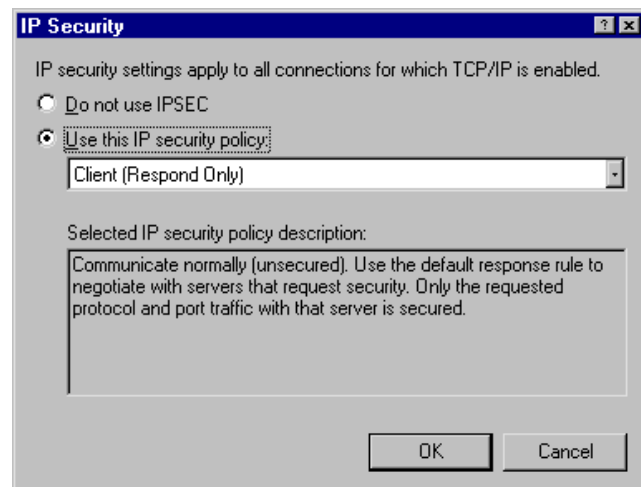 IP Security
IP security settings apply to all connections for which TCP/IP is enabled.
Do not use IPSEC
Use this IP security policy:
Client (Respond Only)
Selected IP security policy description:
Communicate normally (unsecured). Use the default response rule to
negotiate with servers that request security. Only the requested
protocol and port traffic with that server is secured.
OK
Cancel